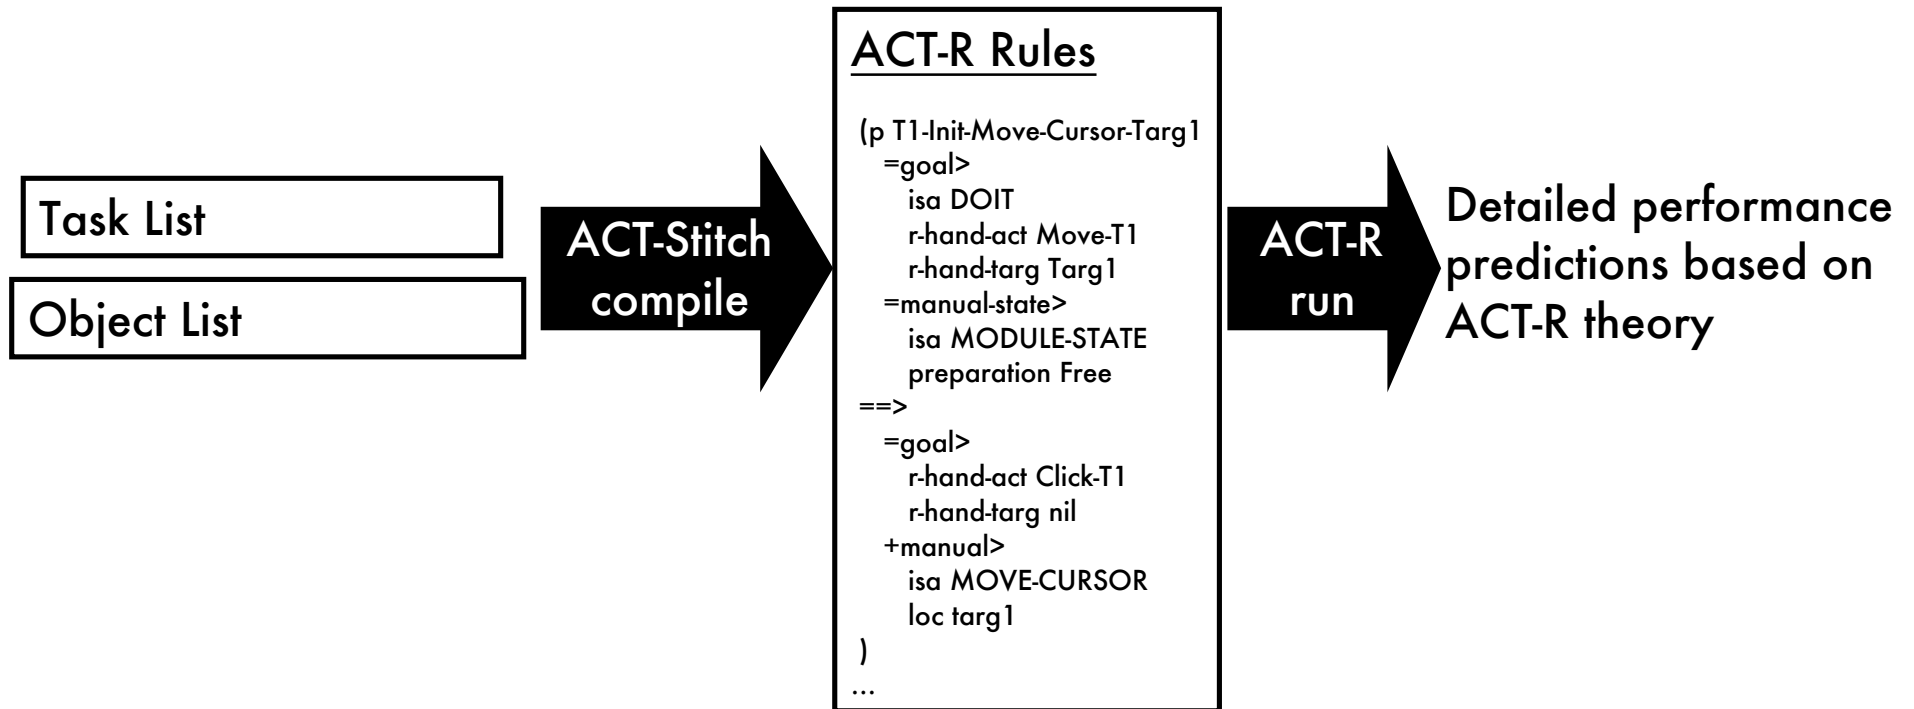 Task List
Object List
ACT-Stitch
compile
ACT-R Rules
(p T1-Init-Move-Cursor-Targ1
=goal>
isa DOIT
r-hand-act Move-T1
r-hand-targ Targ1
=manual-state>
isa MODULE-STATE
preparation Free
==>
=goal>
r-hand-act Click-T1
r-hand-targ nil
+manual>
isa MOVE-CURSOR
loc targ1
)
...
ACT-R
run
Detailed performance
predictions based on
ACT-R theory